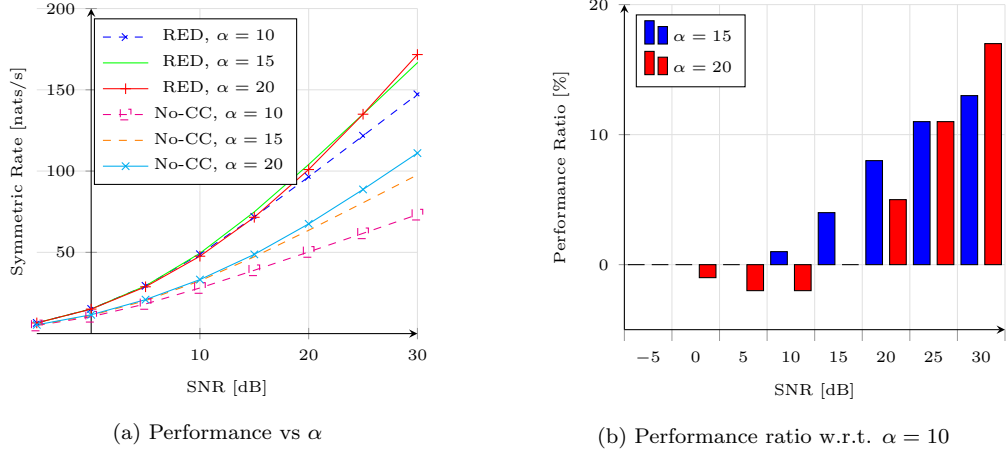 200
150
100
50
10
20
30
Symmetric Rate [nats/s]
SNR [dB]
RED, α = 10
RED, α = 15
RED, α = 20
No-CC, α = 10
No-CC, α = 15
No-CC, α = 20
(a) Performance vs α
20
10
0
−5
0
5
10
15
20
25
30
Performance Ratio [%]
SNR [dB]
α = 15
α = 20
(b) Performance ratio w.r.t. α = 10